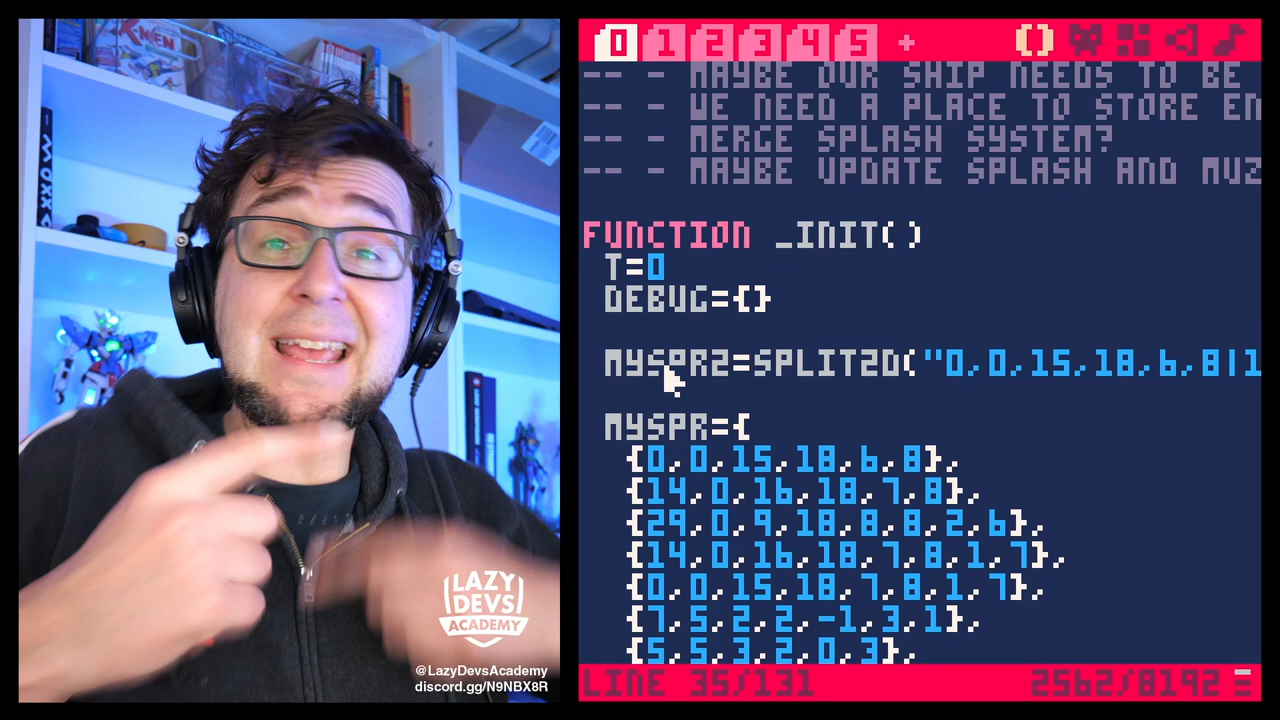 X-MEN
LAZY
DEVS
ACADEMY
@LazyDevsAcademy
discord.gg/N9NBX8R
0 1 2 3 4 5 +
-- - MAYBE OUR SHIP NEEDS TO BE
-- - WE NEED A PLACE TO STORE EN
-- - MERGE SPLASH SYSTEM?
-- - MAYBE UPDATE SPLASH AND MUZ
FUNCTION _INIT()
T=0
DEBUG={}
MYSPR2=SPLIT2D("0,0,15,18,6,8|1
MYSPR={
{0,0,15,18,6,8},
{14,0,16,18,7,8},
{29,0,9,18,8,8,2,6},
{14,0,16,18,7,8,1,7},
{0,0,15,18,7,8,1,7},
{7,5,2,2,-1,3,1},
{5,5,3,2,0,3},
LINE 35/131
2562/8192